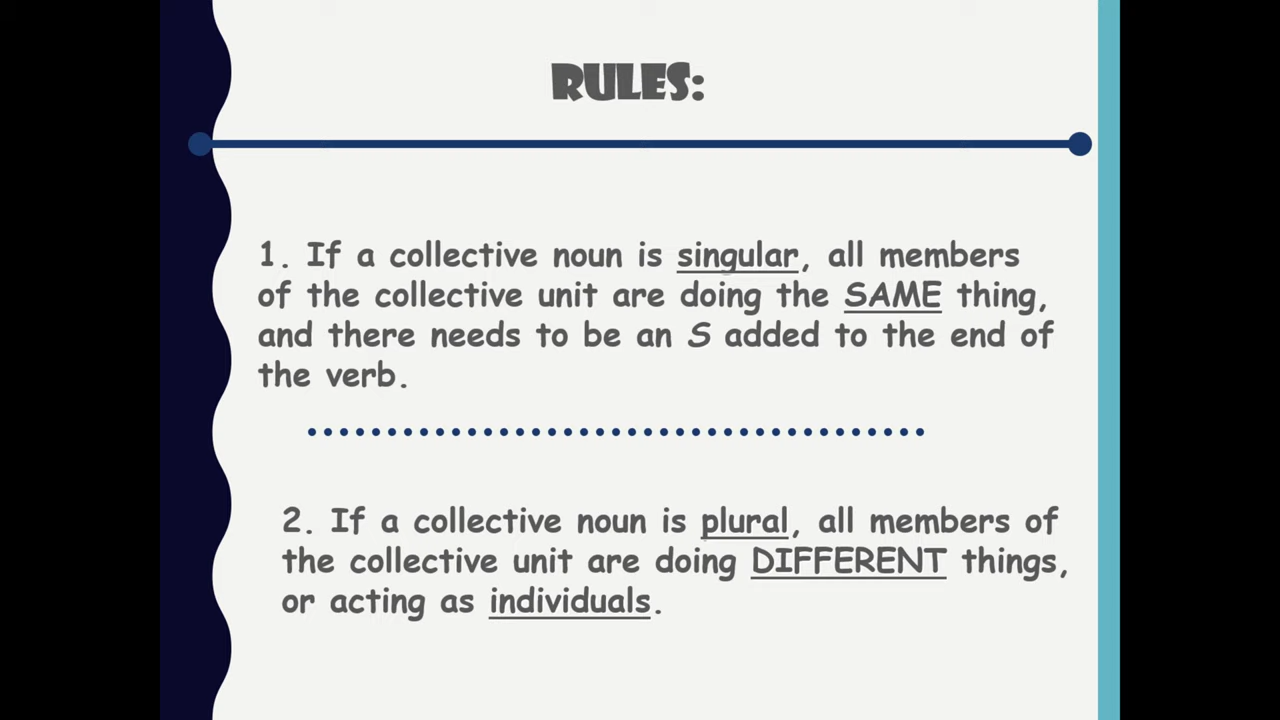 RULES:
1. If a collective noun is singular, all members
of the collective unit are doing the SAME thing,
and there needs to be an S added to the end of
the verb.
2. If a collective noun is plural, all members of
the collective unit are doing DIFFERENT things,
or acting as individuals.